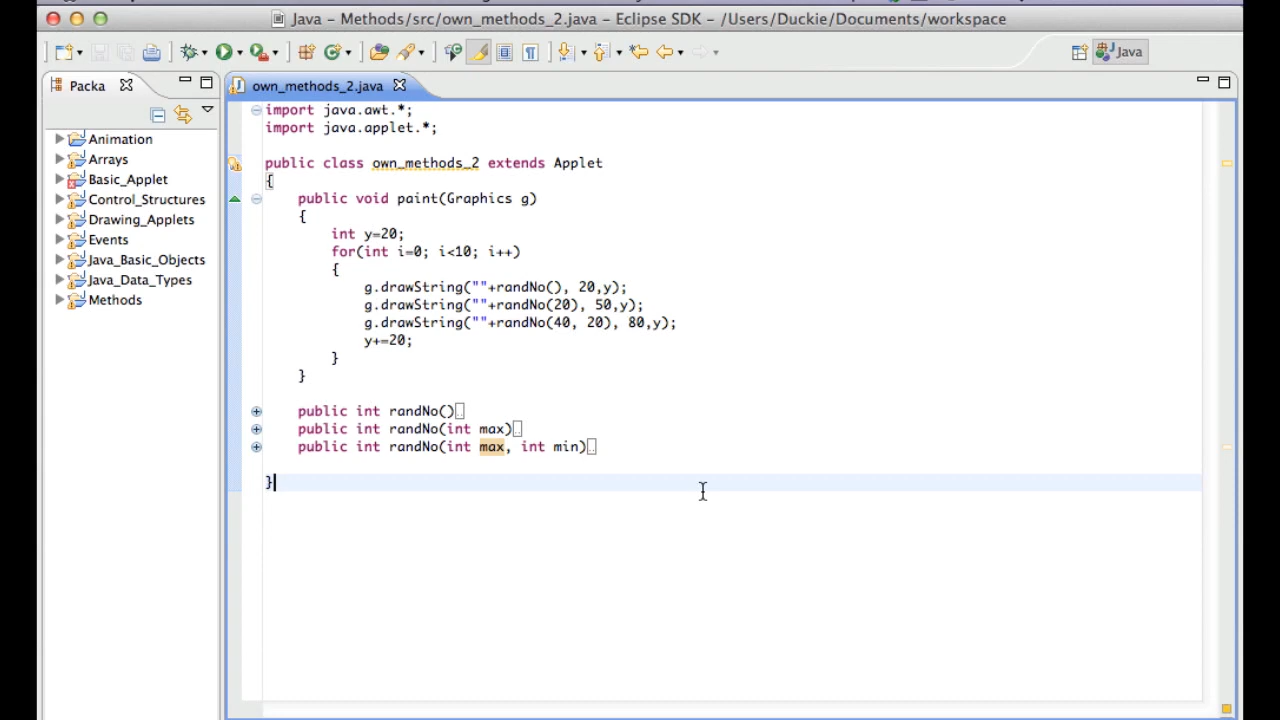 Java - Methods/src/own_methods_2.java - Eclipse SDK - /Users/Duckie/Documents/workspace
Java
Packa
own_methods_2.java
Animation
Arrays
Basic_Applet
Control_Structures
Drawing_Applets
Events
Java_Basic_Objects
Java_Data_Types
Methods
import java.awt.*;
import java.applet.*;
public class own_methods_2 extends Applet
{
public void paint(Graphics g)
{
int y=20;
for(int i=0; i<10; i++)
{
g.drawString(""+randNo(), 20,y);
g.drawString(""+randNo(20), 50,y);
g.drawString(""+randNo(40, 20), 80,y);
y+=20;
}
}
public int randNo()
public int randNo(int max)
public int randNo(int max, int min)
}